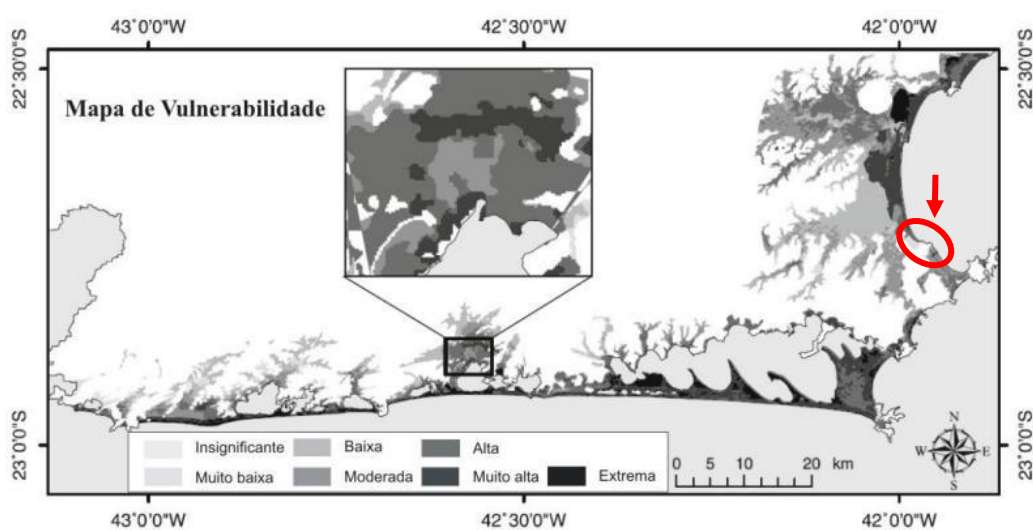 43°0'0"W 42°30'0"W 42°0'0"W
22°30'0"S 22°30'0"S
Mapa de Vulnerabilidade
23°0'0"S 23°0'0"S
Insignificante Baixa Alta
Muito baixa Moderada Muito alta Extrema
0 5 10 20 km
N
W E
S
43°0'0"W 42°30'0"W 42°0'0"W